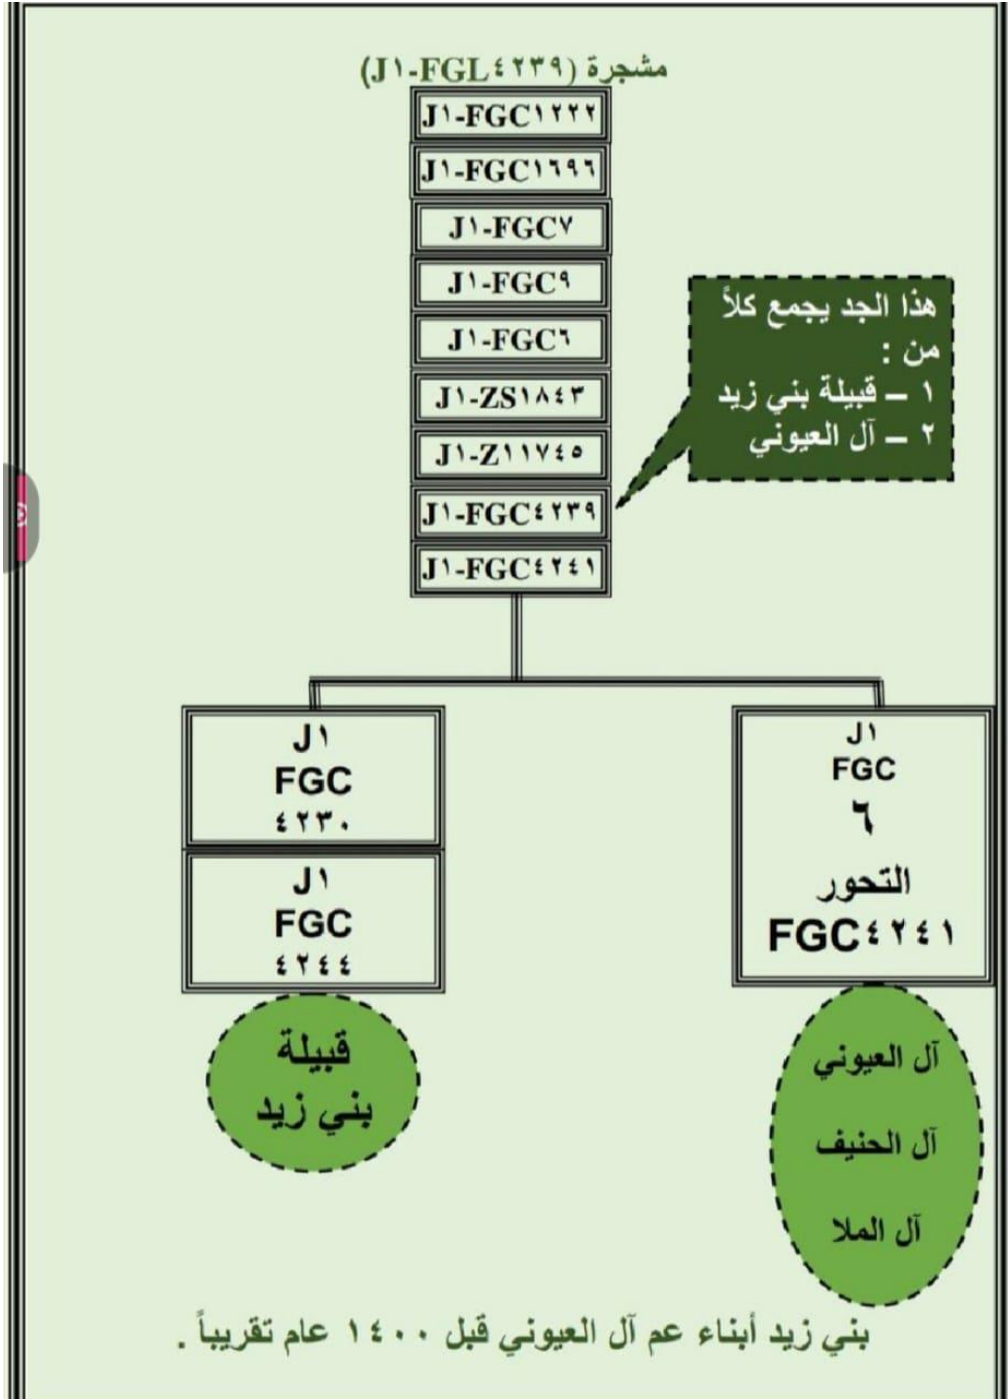 مشجرة (J١-FGL٤٢٣٩)
J١-FGC١٢٢٢
J١-FGC١٦٩٦
J١-FGC٧
J١-FGC٩
J١-FGC٦
J١-ZS١٨٤٣
J١-Z١١٧٤٥
J١-FGC٤٢٣٩
J١-FGC٤٢٤١
هذا الجد يجمع كلاً
من :
١ – قبيلة بني زيد
٢ – آل العيوني
J١
FGC
٦
التحور
FGC٤٢٤١
آل العيوني
آل الحنيف
آل الملا
J١
FGC
٤٢٣٠
J١
FGC
٤٢٤٤
قبيلة
بني زيد
بني زيد أبناء عم آل العيوني قبل ١٤٠٠ عام تقريباً .